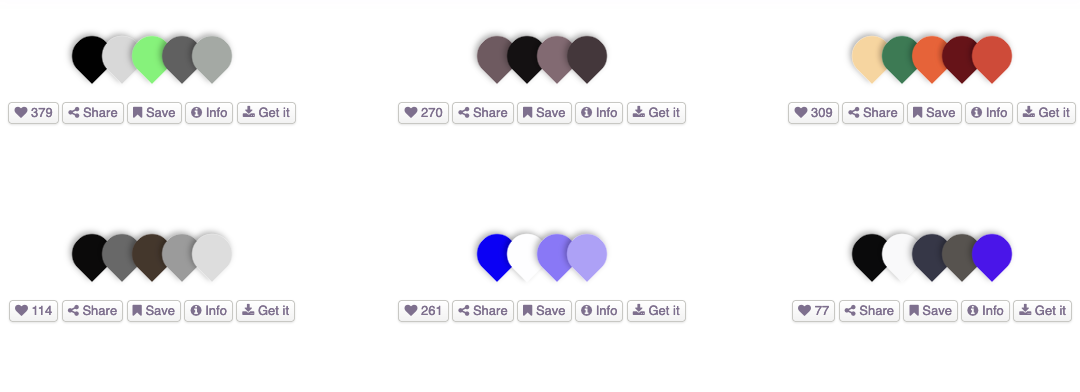 379 Share Save Info Get it
270 Share Save Info Get it
309 Share Save Info Get it
114 Share Save Info Get it
261 Share Save Info Get it
77 Share Save Info Get it